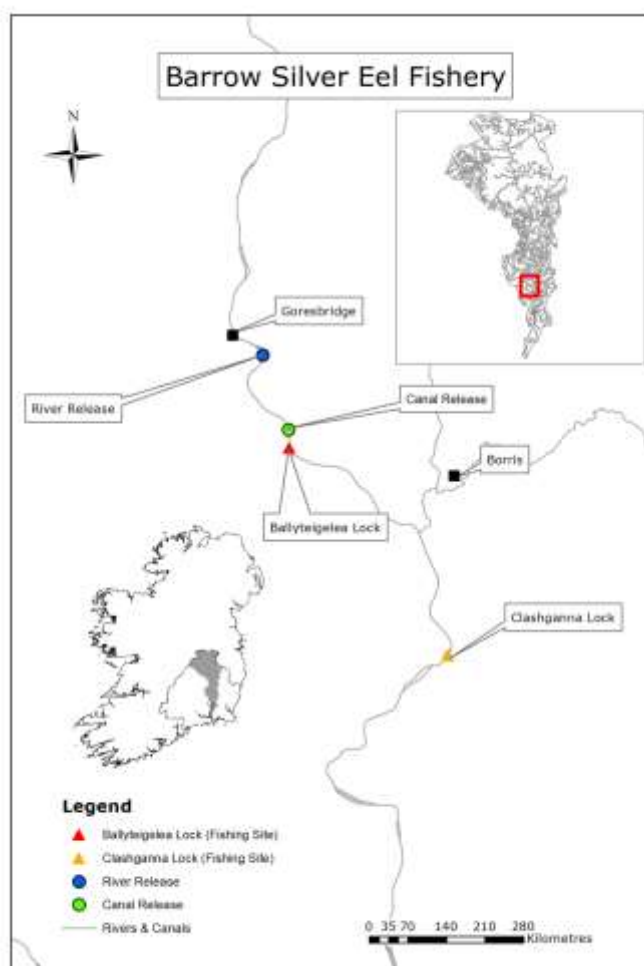 Barrow Silver Eel Fishery
N
Goresbridge
River Release
Canal Release
Borris
Ballyteigelea Lock
Clashganna Lock
Legend
Ballyteigelea Lock (Fishing Site)
Clashganna Lock (Fishing Site)
River Release
Canal Release
Rivers & Canals
0 35 70 140 210 280
Kilometres